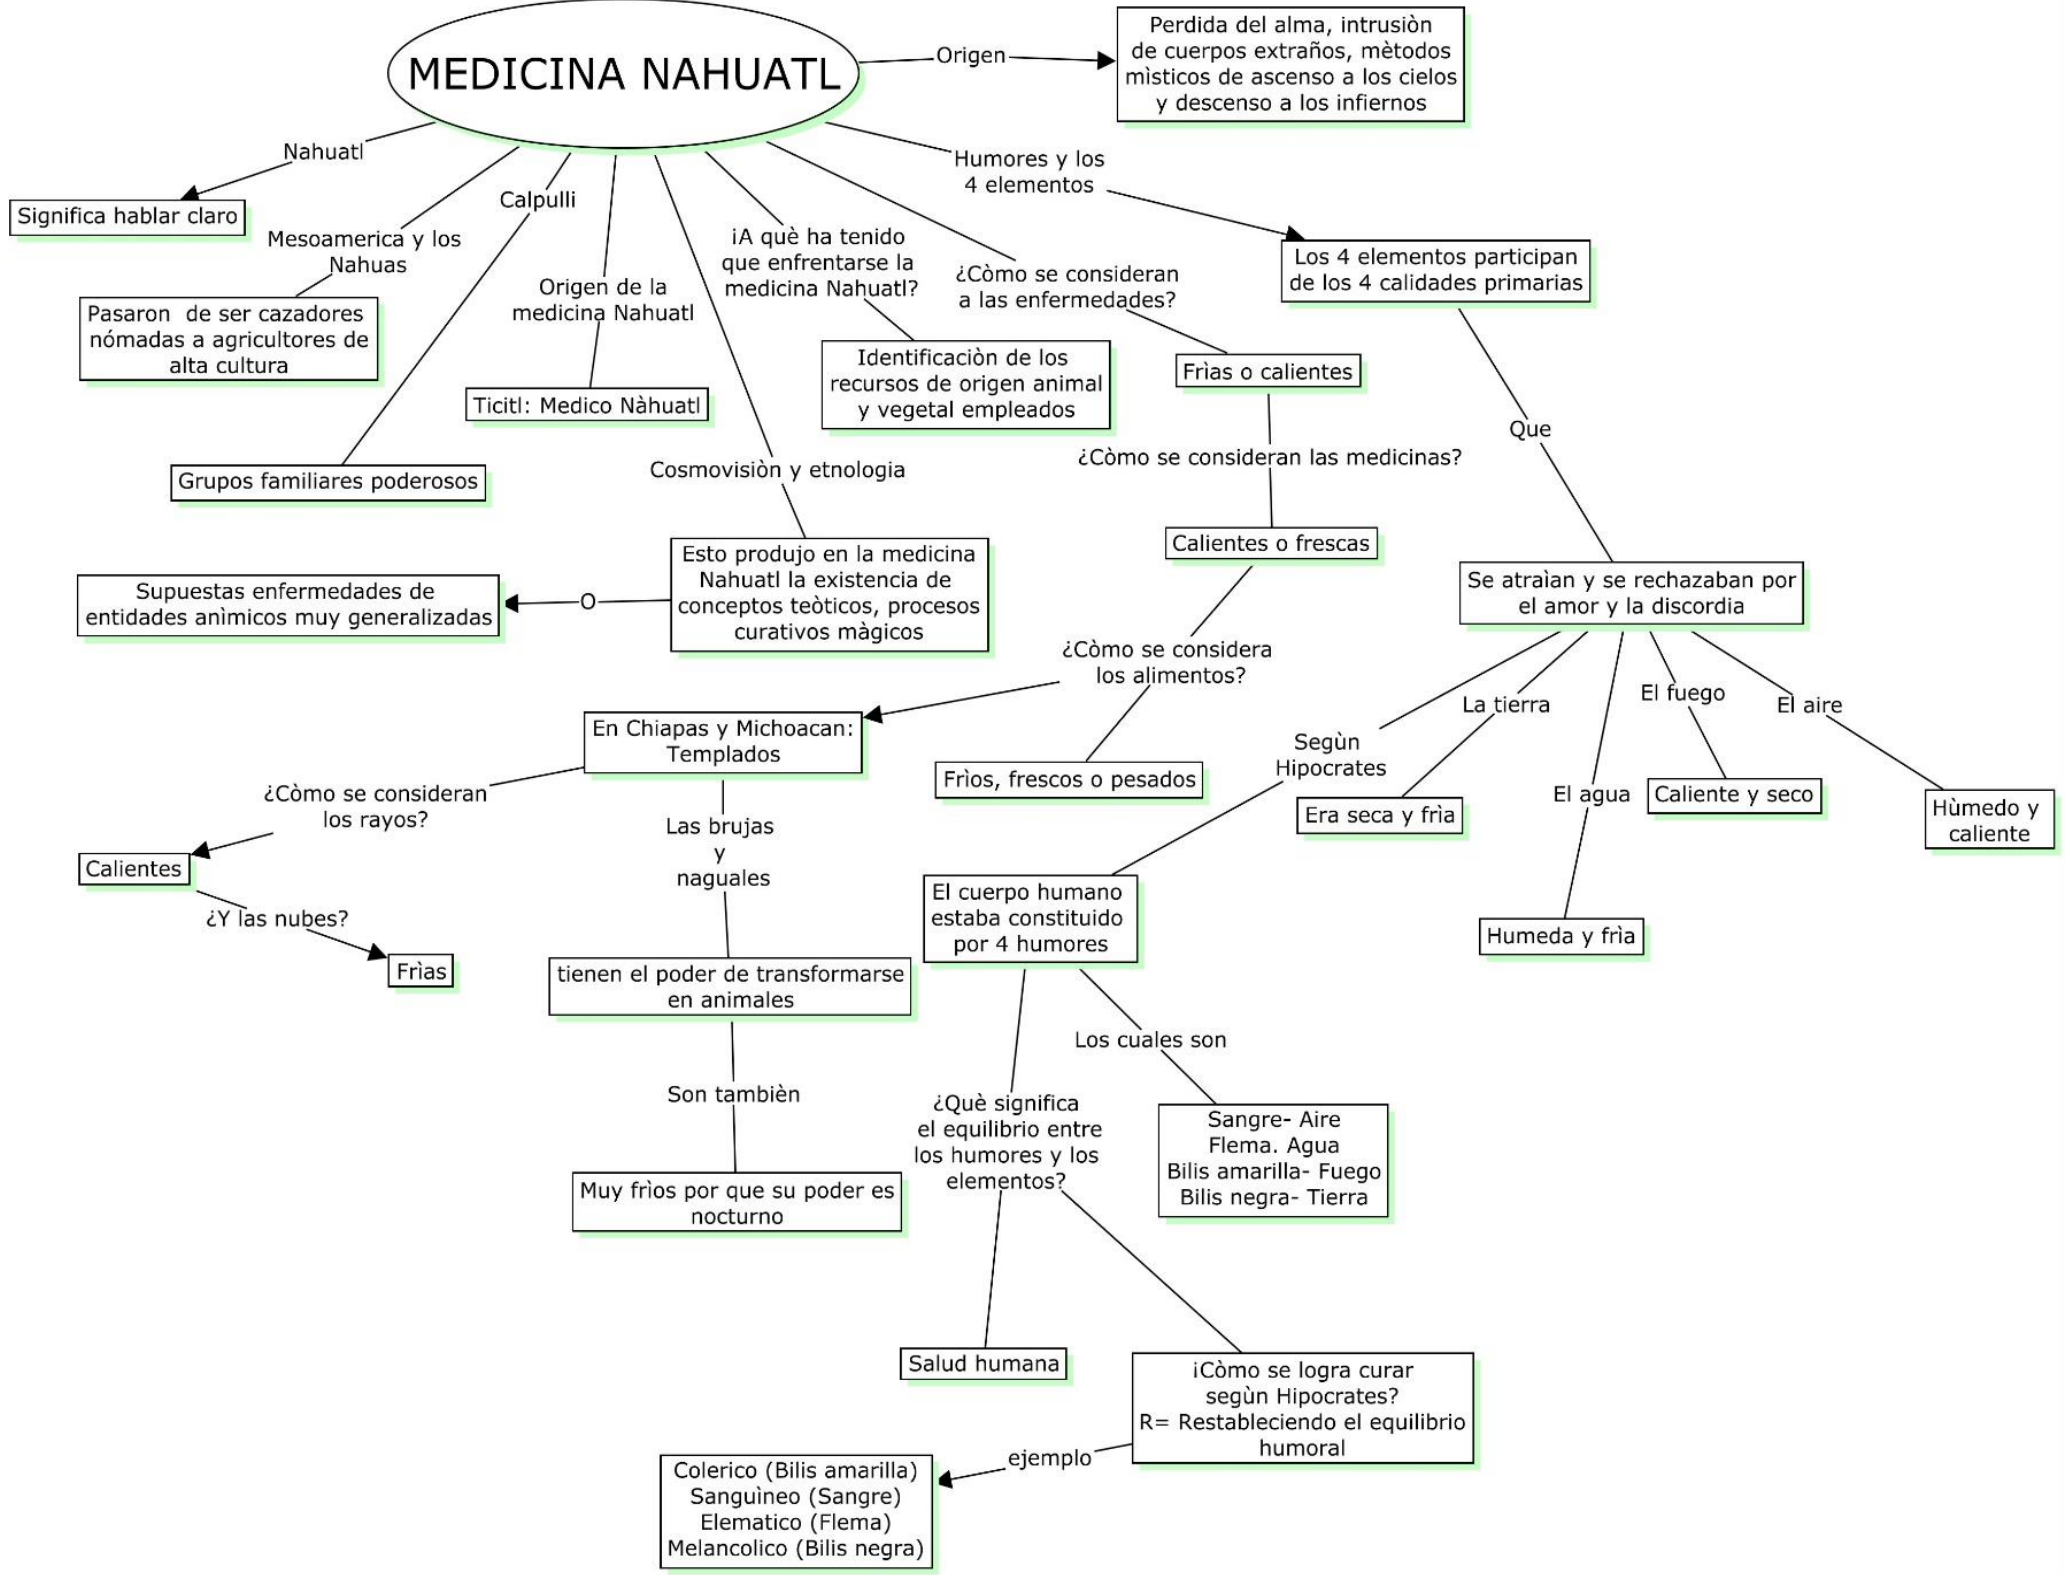 MEDICINA NAHUATL
Origen
Perdida del alma, intrusiòn
de cuerpos extraños, mètodos
mìsticos de ascenso a los cielos
y descenso a los infiernos
Nahuatl
Significa hablar claro
Mesoamerica y los
Nahuas
Pasaron de ser cazadores
nómadas a agricultores de
alta cultura
Calpulli
Grupos familiares poderosos
Origen de la
medicina Nahuatl
Ticitl: Medico Nàhuatl
Cosmovisiòn y etnologia
Esto produjo en la medicina
Nahuatl la existencia de
conceptos teòticos, procesos
curativos màgicos
O
Supuestas enfermedades de
entidades anìmicos muy generalizadas
¡A què ha tenido
que enfrentarse la
medicina Nahuatl?
Identificaciòn de los
recursos de origen animal
y vegetal empleados
¿Còmo se consideran
a las enfermedades?
Frìas o calientes
¿Còmo se consideran las medicinas?
Calientes o frescas
¿Còmo se considera
los alimentos?
Frìos, frescos o pesados
En Chiapas y Michoacan:
Templados
¿Còmo se consideran
los rayos?
Calientes
¿Y las nubes?
Frìas
Las brujas
y
naguales
tienen el poder de transformarse
en animales
Son tambièn
Muy frìos por que su poder es
nocturno
Humores y los
4 elementos
Los 4 elementos participan
de los 4 calidades primarias
Que
Se atraìan y se rechazaban por
el amor y la discordia
Segùn
Hipocrates
La tierra
Era seca y frìa
El agua
Humeda y frìa
El fuego
Caliente y seco
El aire
Hùmedo y
caliente
El cuerpo humano
estaba constituido
por 4 humores
Los cuales son
Sangre- Aire
Flema. Agua
Bilis amarilla- Fuego
Bilis negra- Tierra
¿Què significa
el equilibrio entre
los humores y los
elementos?
Salud humana
¡Còmo se logra curar
segùn Hipocrates?
R= Restableciendo el equilibrio
humoral
ejemplo
Colerico (Bilis amarilla)
Sanguìneo (Sangre)
Elematico (Flema)
Melancolico (Bilis negra)